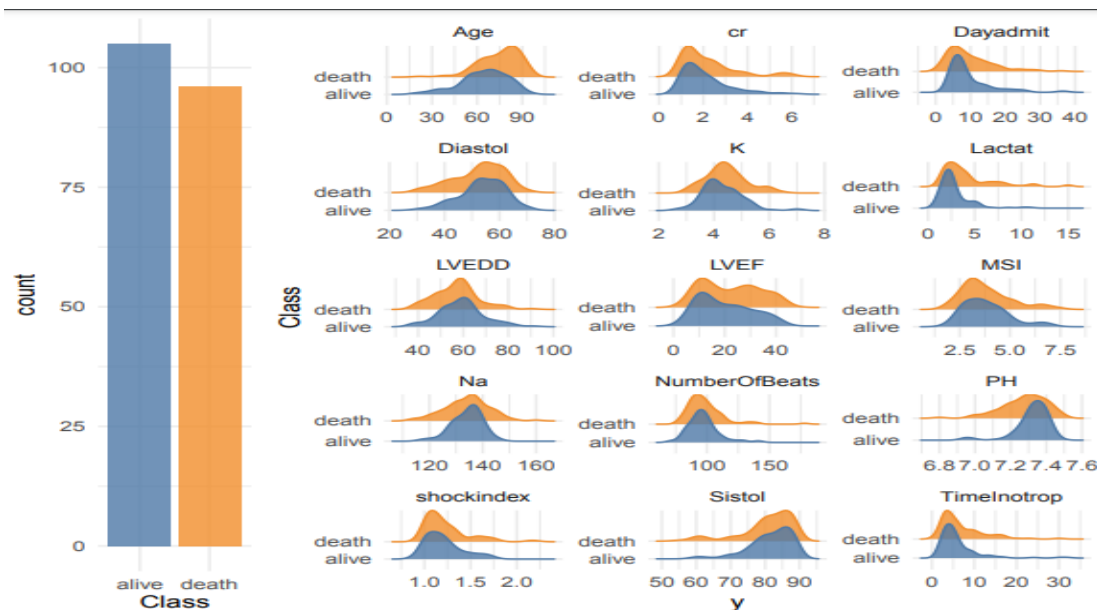 count
100
75
50
25
0
alive death
Class
Class
Age cr Dayadmit
death death death
alive alive alive
0 30 60 90 0 2 4 6 0 10 20 30 40
Diastol K Lactat
death death death
alive alive alive
20 40 60 80 2 4 6 8 0 5 10 15
LVEDD LVEF MSI
death death death
alive alive alive
40 60 80 100 0 20 40 2.5 5.0 7.5
Na NumberOfBeats PH
death death death
alive alive alive
120 140 160 100 150 6.8 7.0 7.2 7.4 7.6
shockindex Sistol TimeInotrop
death death death
alive alive alive
1.0 1.5 2.0 50 60 70 80 90 0 10 20 30
y